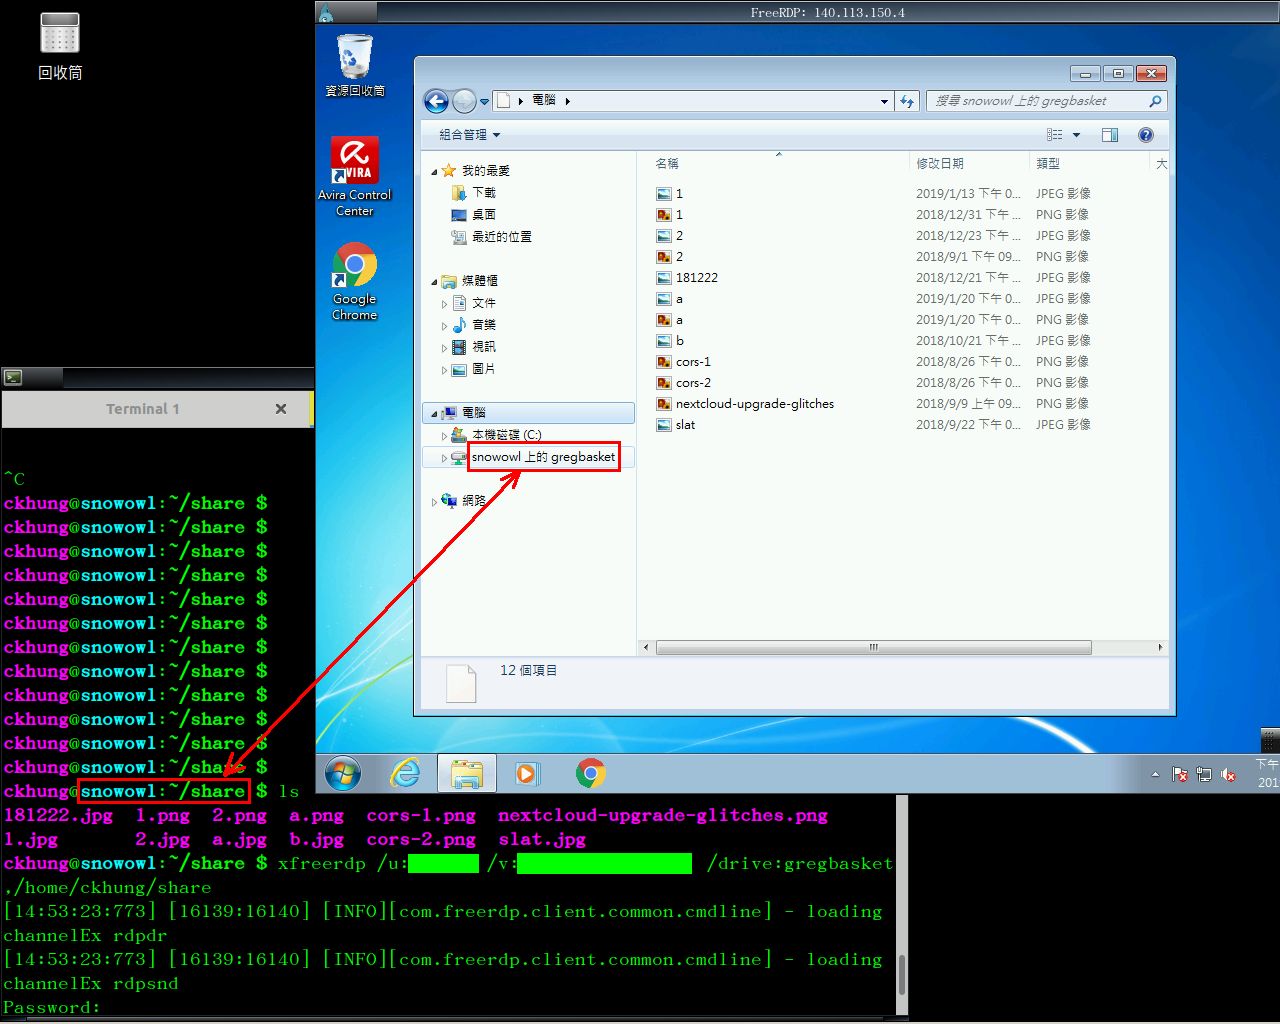 回收筒
FreeRDP: 140.113.150.4
資源回收筒
Avira Control
Center
Google
Chrome
電腦
搜尋 snowowl 上的 gregbasket
組合管理
我的最愛
下載
桌面
最近的位置
媒體櫃
文件
音樂
視訊
圖片
電腦
本機磁碟 (C:)
snowowl 上的 gregbasket
網路
名稱 修改日期 類型 大
1 2019/1/13 下午 0... JPEG 影像
1 2018/12/31 下午 ... PNG 影像
2 2018/12/23 下午 ... JPEG 影像
2 2018/9/1 下午 09... PNG 影像
181222 2018/12/21 下午 ... JPEG 影像
a 2019/1/20 下午 0... JPEG 影像
a 2019/1/20 下午 0... PNG 影像
b 2018/10/21 下午 ... JPEG 影像
cors-1 2018/8/26 下午 0... PNG 影像
cors-2 2018/8/26 下午 0... PNG 影像
nextcloud-upgrade-glitches 2018/9/9 上午 09... PNG 影像
slat 2018/9/22 下午 0... JPEG 影像
12 個項目
下午
201
Terminal 1
^C
ckhung@snowowl:~/share $
ckhung@snowowl:~/share $
ckhung@snowowl:~/share $
ckhung@snowowl:~/share $
ckhung@snowowl:~/share $
ckhung@snowowl:~/share $
ckhung@snowowl:~/share $
ckhung@snowowl:~/share $
ckhung@snowowl:~/share $
ckhung@snowowl:~/share $
ckhung@snowowl:~/share $
ckhung@snowowl:~/share $
ckhung@snowowl:~/share $ ls
181222.jpg 1.png 2.png a.png cors-1.png nextcloud-upgrade-glitches.png
1.jpg 2.jpg a.jpg b.jpg cors-2.png slat.jpg
ckhung@snowowl:~/share $ xfreerdp /u: /v: /drive:gregbasket
,/home/ckhung/share
[14:53:23:773] [16139:16140] [INFO][com.freerdp.client.common.cmdline] - loading
channelEx rdpdr
[14:53:23:773] [16139:16140] [INFO][com.freerdp.client.common.cmdline] - loading
channelEx rdpsnd
Password: